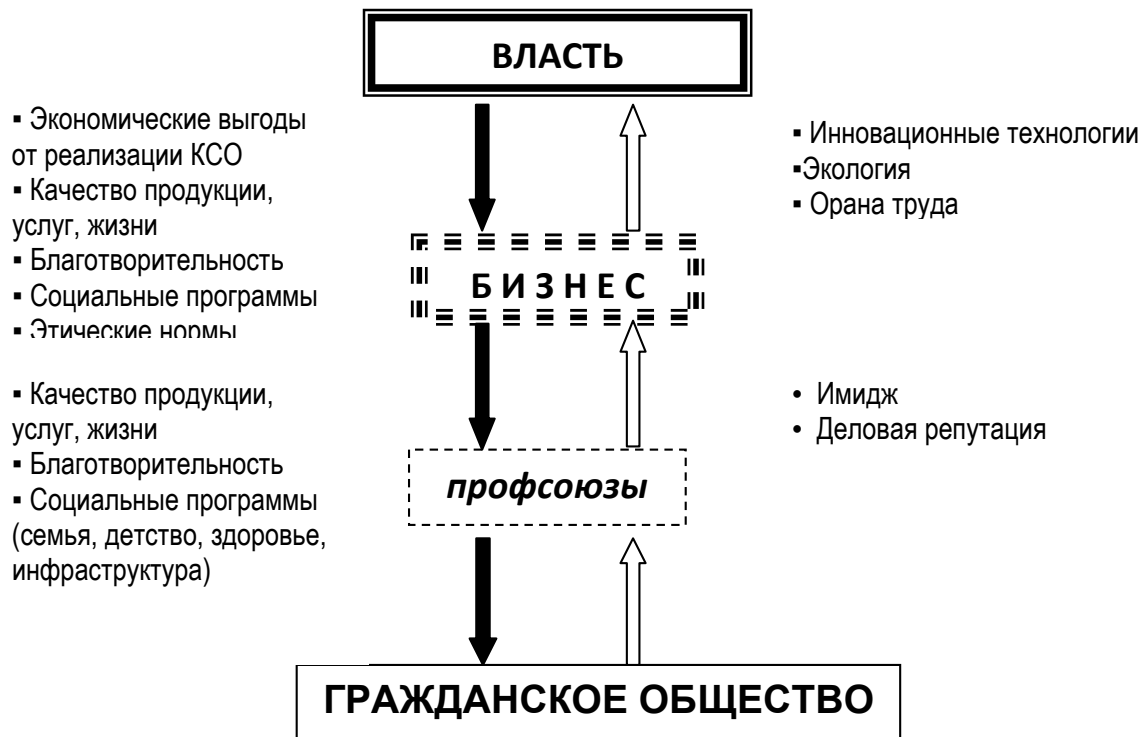 ВЛАСТЬ
▪ Экономические выгоды
от реализации КСО
▪ Качество продукции,
услуг, жизни
▪ Благотворительность
▪ Социальные программы
▪ Этические нормы
▪ Инновационные технологии
▪Экология
▪ Орана труда
Б И З Н Е С
▪ Качество продукции,
услуг, жизни
▪ Благотворительность
▪ Социальные программы
(семья, детство, здоровье,
инфраструктура)
• Имидж
• Деловая репутация
профсоюзы
ГРАЖДАНСКОЕ ОБЩЕСТВО